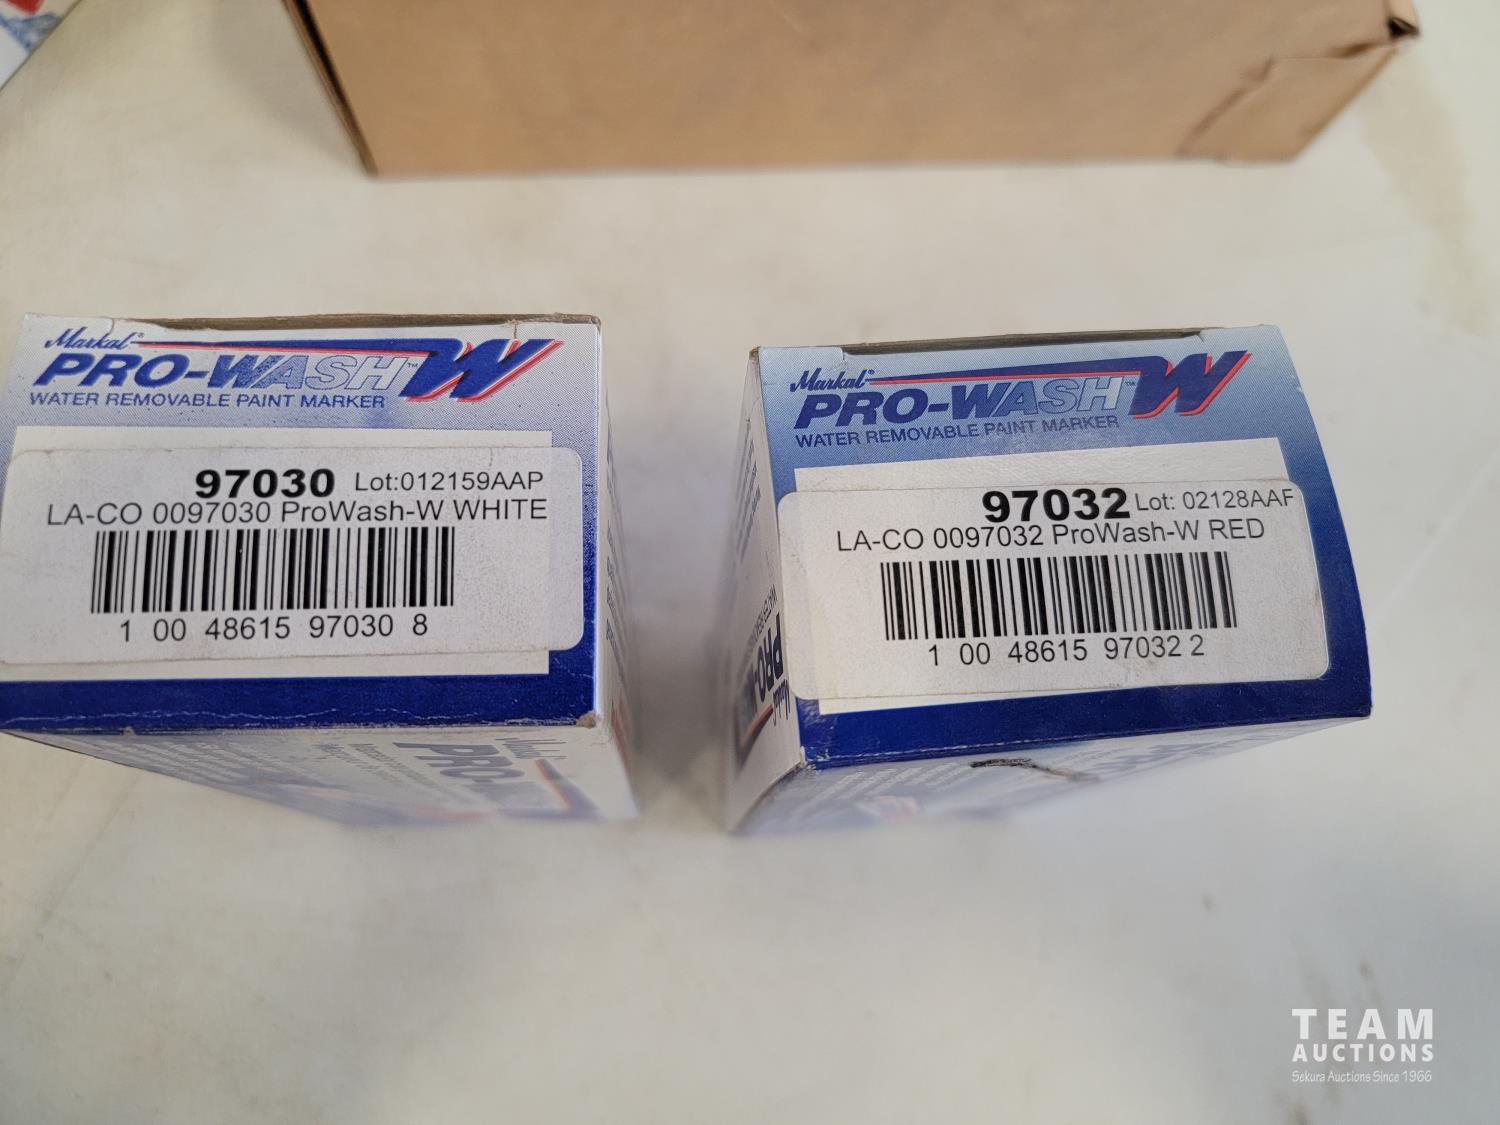 Markal®
PRO-WASH™ W
WATER REMOVABLE PAINT MARKER
97030 Lot:012159AAP
LA-CO 0097030 ProWash-W WHITE
1 00 48615 97030 8
Markal®
PRO-WASH™ W
WATER REMOVABLE PAINT MARKER
97032 Lot: 02128AAF
LA-CO 0097032 ProWash-W RED
1 00 48615 97032 2
TEAM
AUCTIONS
Sekura Auctions Since 1966